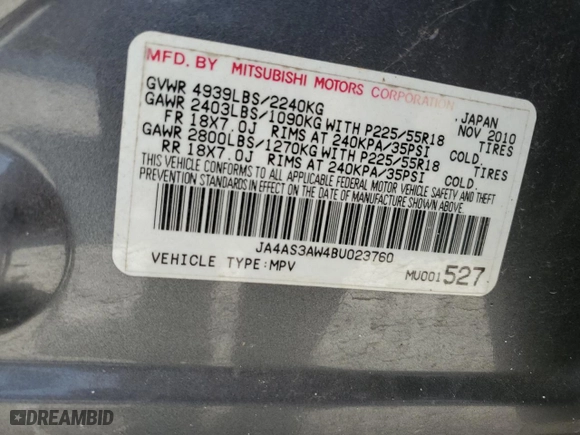 MFD. BY MITSUBISHI MOTORS CORPORATION
GVWR 4939LBS/2240KG JAPAN NOV 2010
GAWR 2403LBS/1090KG WITH P225/55R18 TIRES
FR 18X7.0J RIMS AT 240KPA/35PSI COLD.
GAWR 2800LBS/1270KG WITH P225/55R18 TIRES
RR 18X7.0J RIMS AT 240KPA/35PSI COLD.
THIS VEHICLE CONFORMS TO ALL APPLICABLE FEDERAL MOTOR VEHICLE SAFETY AND THEFT
PREVENTION STANDARDS IN EFFECT ON THE DATE OF MANUFACTURE SHOWN ABOVE.
JA4AS3AW4BU023760
VEHICLE TYPE:MPV
MU001527
DREAMBID